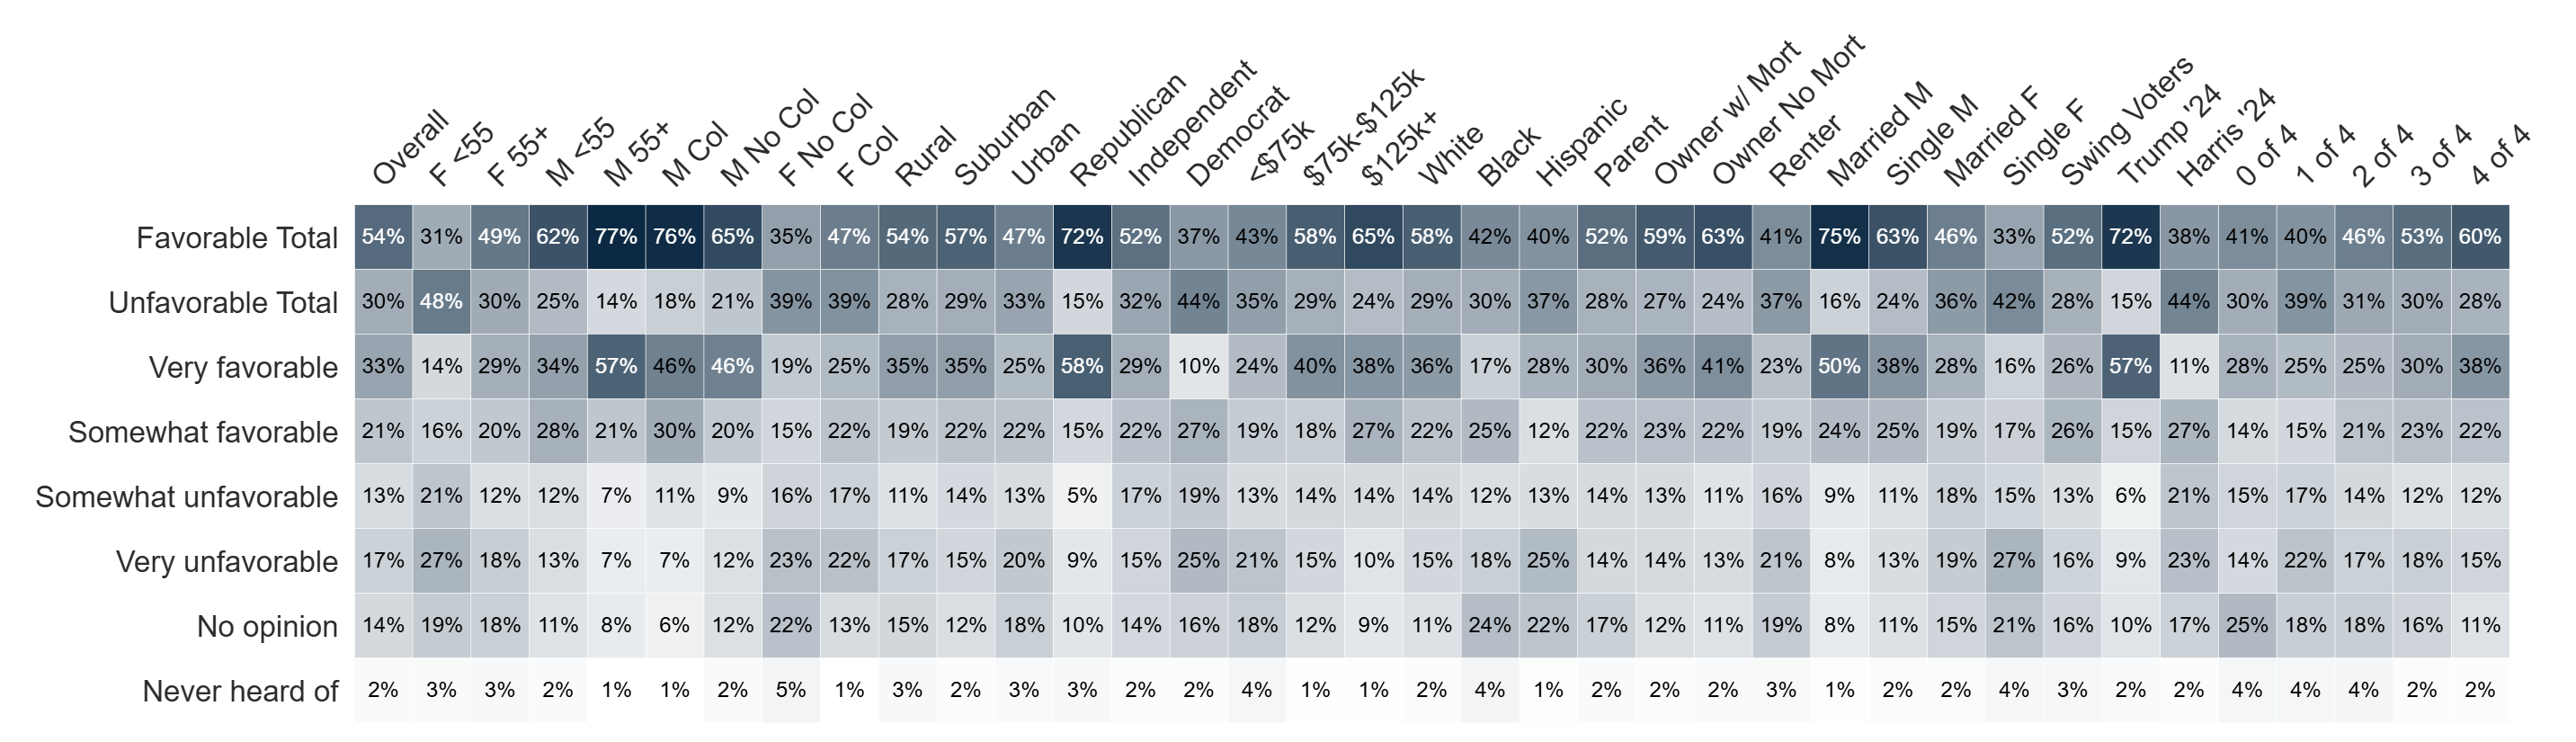 Overall F <55 F 55+ M <55 M 55+ M Col M No Col F No Col F Col Rural Suburban Urban Republican Independent Democrat <$75k $75k-$125k $125k+ White Black Hispanic Parent Owner w/ Mort Owner No Mort Renter Married M Single M Married F Single F Swing Voters Trump '24 Harris '24 0 of 4 1 of 4 2 of 4 3 of 4 4 of 4
Favorable Total 54% 31% 49% 62% 77% 76% 65% 35% 47% 54% 57% 47% 72% 52% 37% 43% 58% 65% 58% 42% 40% 52% 59% 63% 41% 75% 63% 46% 33% 52% 72% 38% 41% 40% 46% 53% 60%
Unfavorable Total 30% 48% 30% 25% 14% 18% 21% 39% 39% 28% 29% 33% 15% 32% 44% 35% 29% 24% 29% 30% 37% 28% 27% 24% 37% 16% 24% 36% 42% 28% 15% 44% 30% 39% 31% 30% 28%
Very favorable 33% 14% 29% 34% 57% 46% 46% 19% 25% 35% 35% 25% 58% 29% 10% 24% 40% 38% 36% 17% 28% 30% 36% 41% 23% 50% 38% 28% 16% 26% 57% 11% 28% 25% 25% 30% 38%
Somewhat favorable 21% 16% 20% 28% 21% 30% 20% 15% 22% 19% 22% 22% 15% 22% 27% 19% 18% 27% 22% 25% 12% 22% 23% 22% 19% 24% 25% 19% 17% 26% 15% 27% 14% 15% 21% 23% 22%
Somewhat unfavorable 13% 21% 12% 12% 7% 11% 9% 16% 17% 11% 14% 13% 5% 17% 19% 13% 14% 14% 14% 12% 13% 14% 13% 11% 16% 9% 11% 18% 15% 13% 6% 21% 15% 17% 14% 12% 12%
Very unfavorable 17% 27% 18% 13% 7% 7% 12% 23% 22% 17% 15% 20% 9% 15% 25% 21% 15% 10% 15% 18% 25% 14% 14% 13% 21% 8% 13% 19% 27% 16% 9% 23% 14% 22% 17% 18% 15%
No opinion 14% 19% 18% 11% 8% 6% 12% 22% 13% 15% 12% 18% 10% 14% 16% 18% 12% 9% 11% 24% 22% 17% 12% 11% 19% 8% 11% 15% 21% 16% 10% 17% 25% 18% 18% 16% 11%
Never heard of 2% 3% 3% 2% 1% 1% 2% 5% 1% 3% 2% 3% 3% 2% 2% 4% 1% 1% 2% 4% 1% 2% 2% 2% 3% 1% 2% 2% 4% 3% 2% 2% 4% 4% 4% 2% 2%